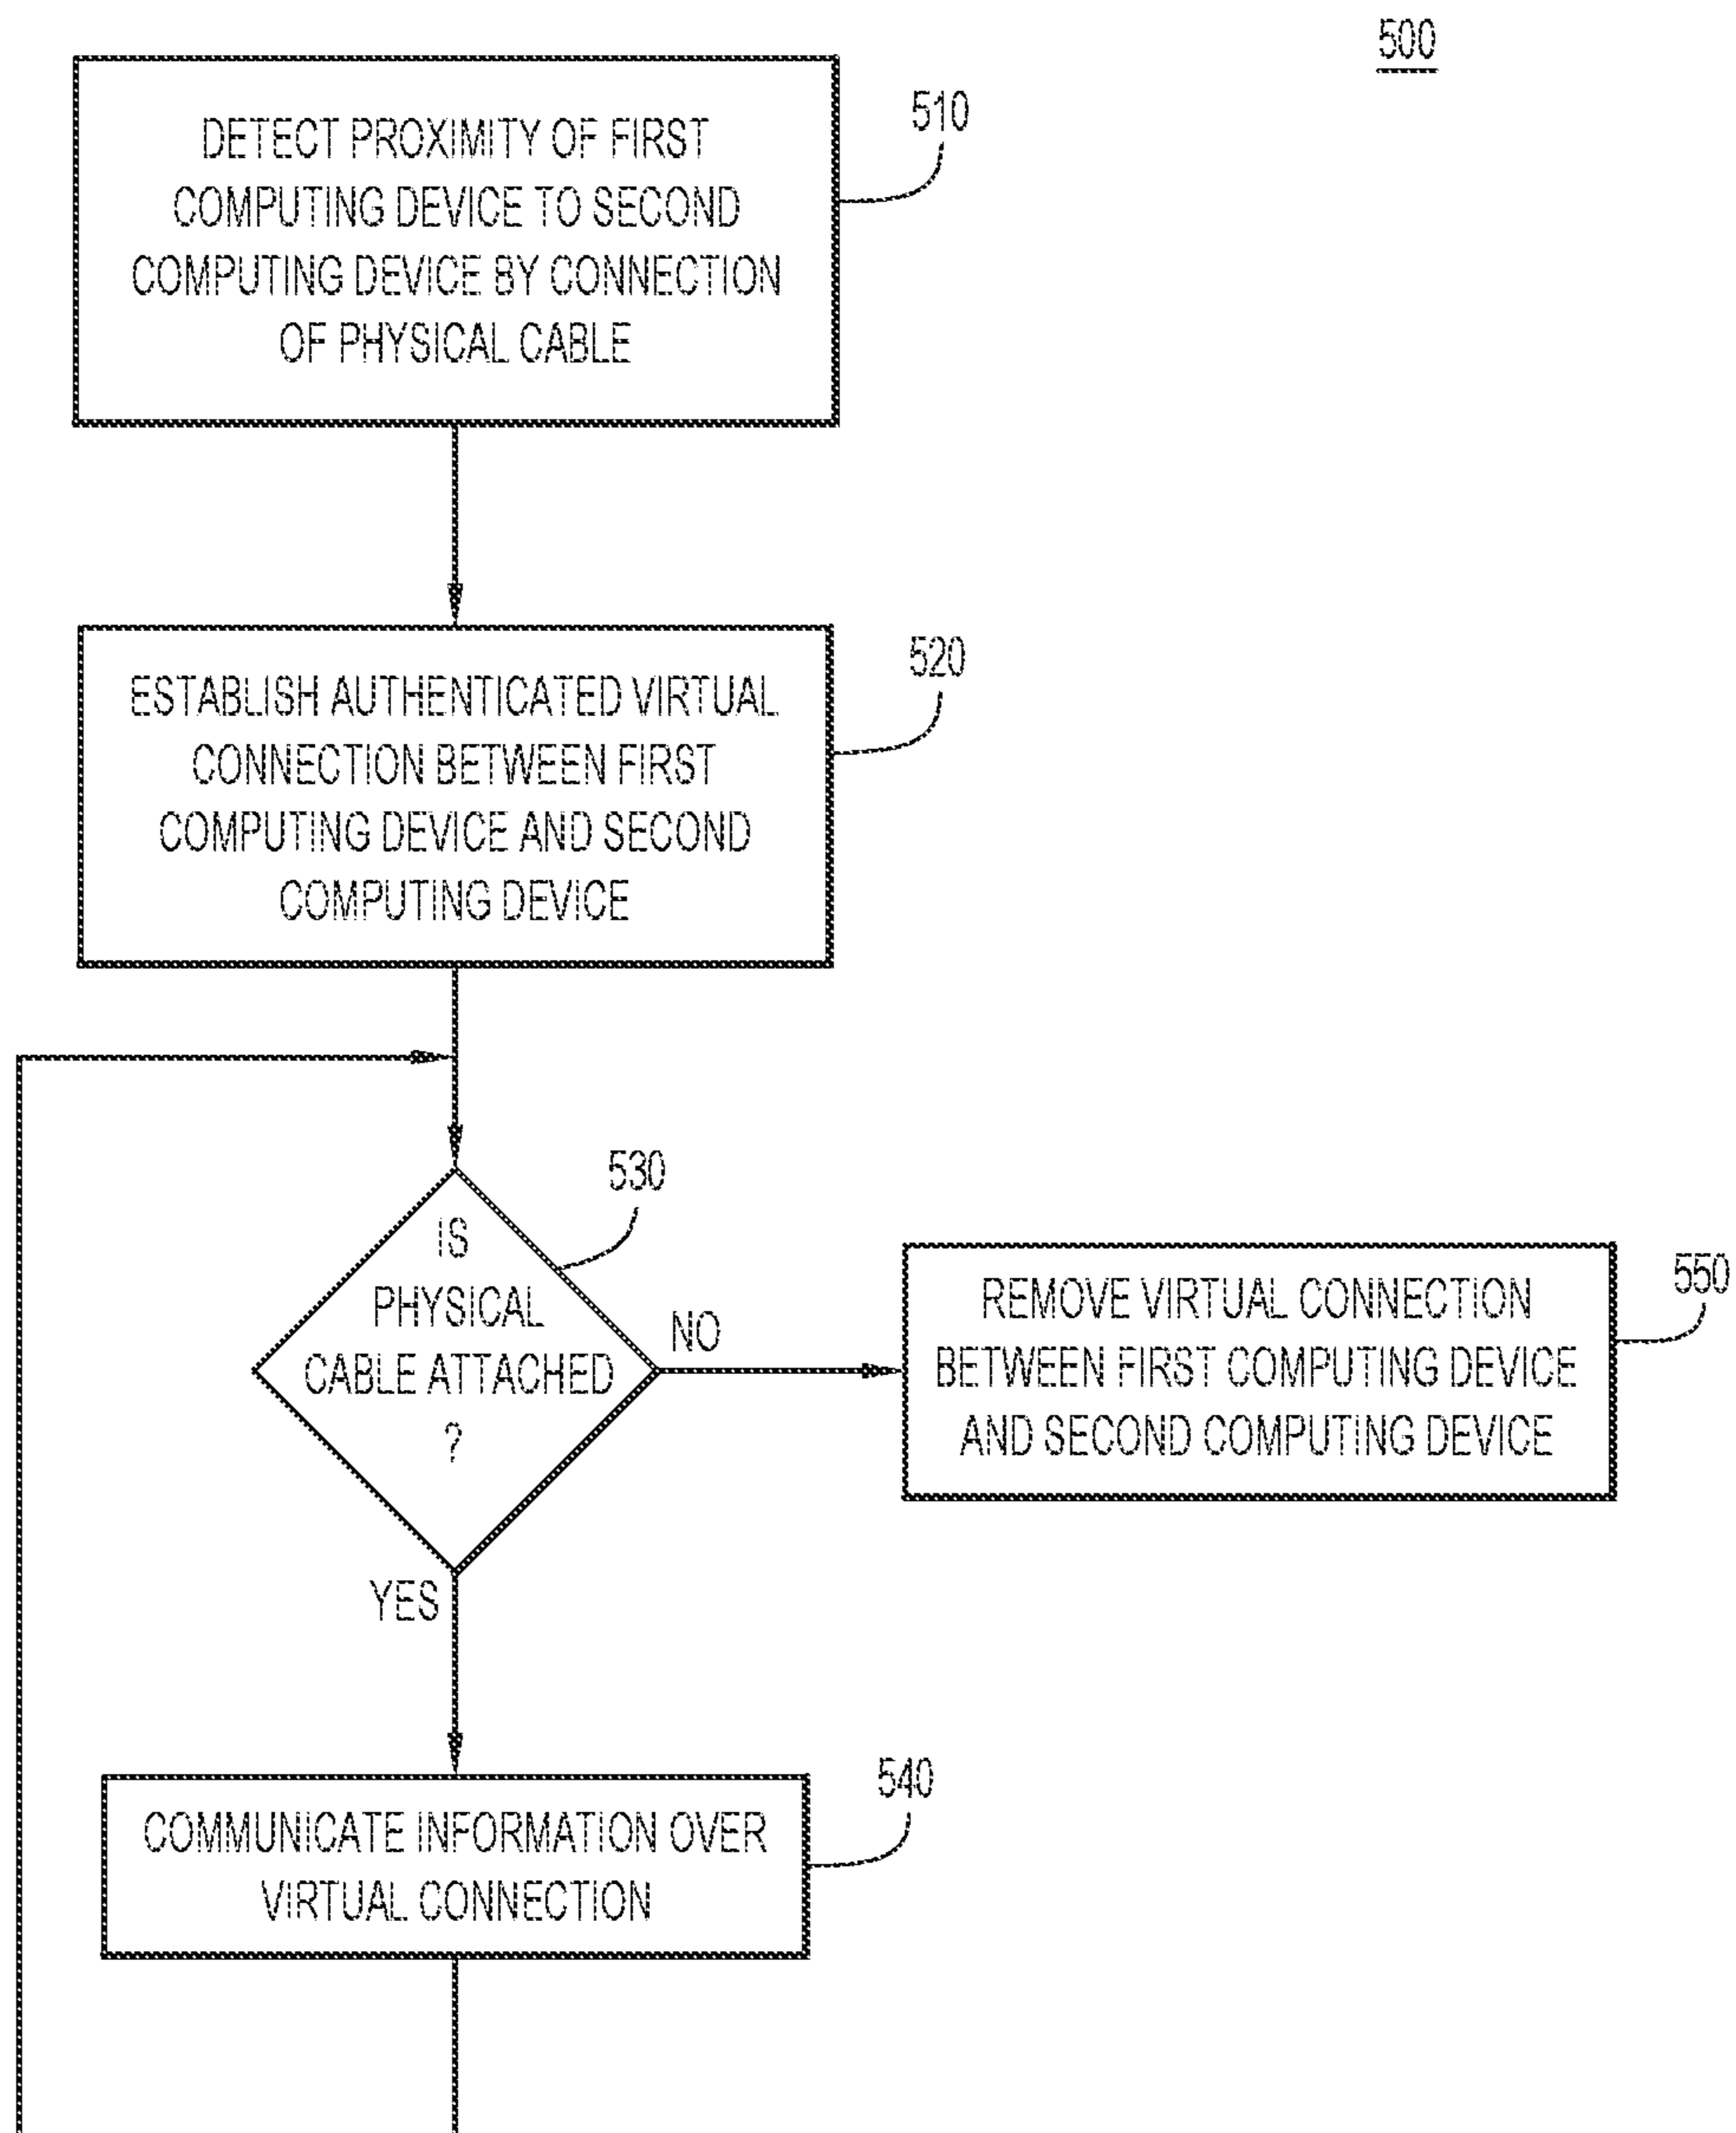 500
DETECT PROXIMITY OF FIRST
COMPUTING DEVICE TO SECOND
COMPUTING DEVICE BY CONNECTION
OF PHYSICAL CABLE
510
ESTABLISH AUTHENTICATED VIRTUAL
CONNECTION BETWEEN FIRST
COMPUTING DEVICE AND SECOND
COMPUTING DEVICE
520
IS
PHYSICAL
CABLE ATTACHED
?
530
NO
REMOVE VIRTUAL CONNECTION
BETWEEN FIRST COMPUTING DEVICE
AND SECOND COMPUTING DEVICE
550
YES
COMMUNICATE INFORMATION OVER
VIRTUAL CONNECTION
540